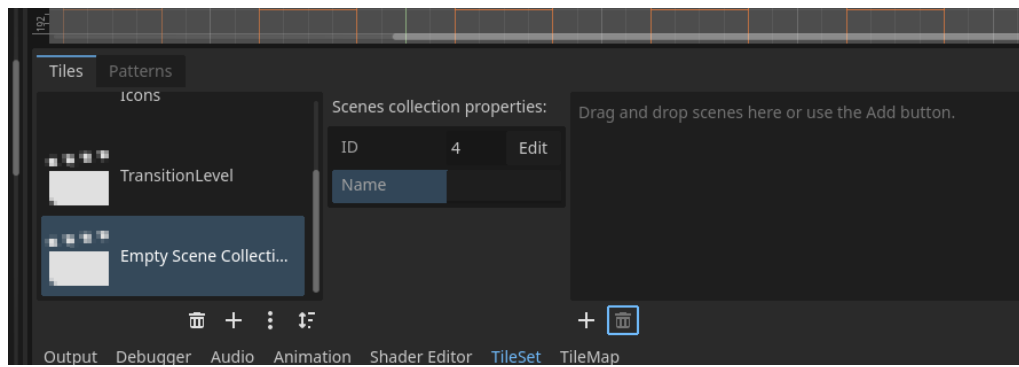 192
Tiles
Patterns
Icons
TransitionLevel
Empty Scene Collecti...
Scenes collection properties:
ID 4 Edit
Name
Drag and drop scenes here or use the Add button.
Output Debugger Audio Animation Shader Editor TileSet TileMap